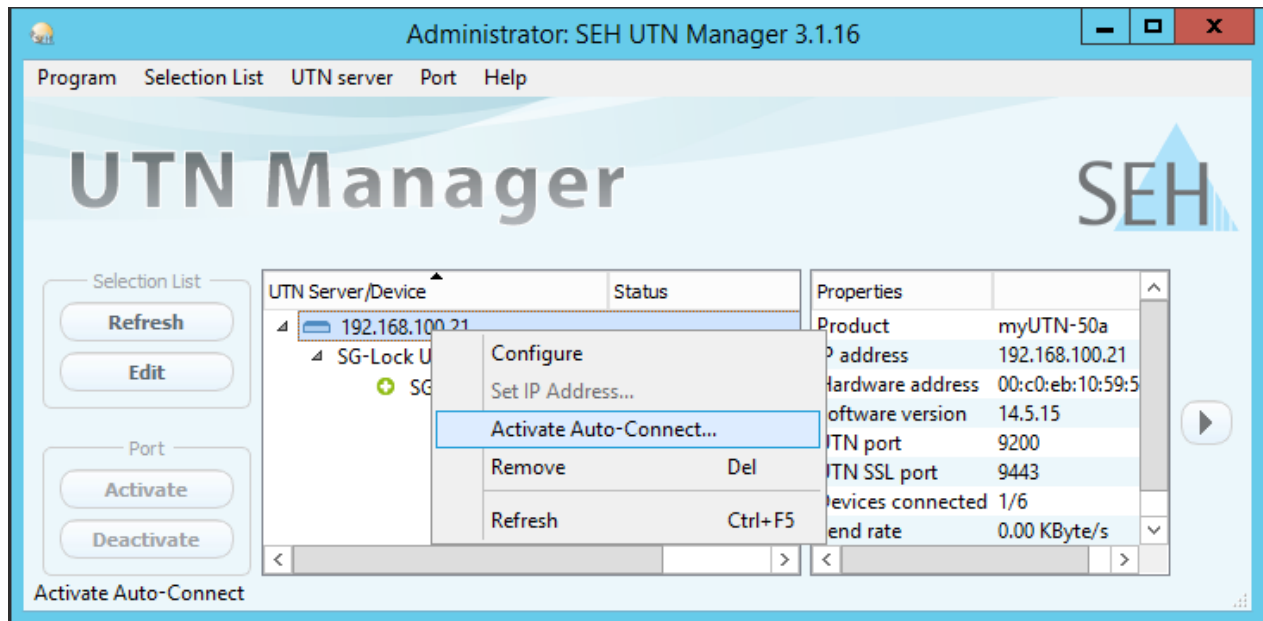 Administrator: SEH UTN Manager 3.1.16
Program Selection List UTN server Port Help
UTN Manager
SEH
Selection List
Refresh
Edit
Port
Activate
Deactivate
UTN Server/Device Status
192.168.100.21
SG-Lock U
SG
Configure
Set IP Address...
Activate Auto-Connect...
Remove Del
Refresh Ctrl+F5
Properties
Product myUTN-50a
IP address 192.168.100.21
Hardware address 00:c0:eb:10:59:5
oftware version 14.5.15
UTN port 9200
UTN SSL port 9443
Devices connected 1/6
end rate 0.00 KByte/s
Activate Auto-Connect